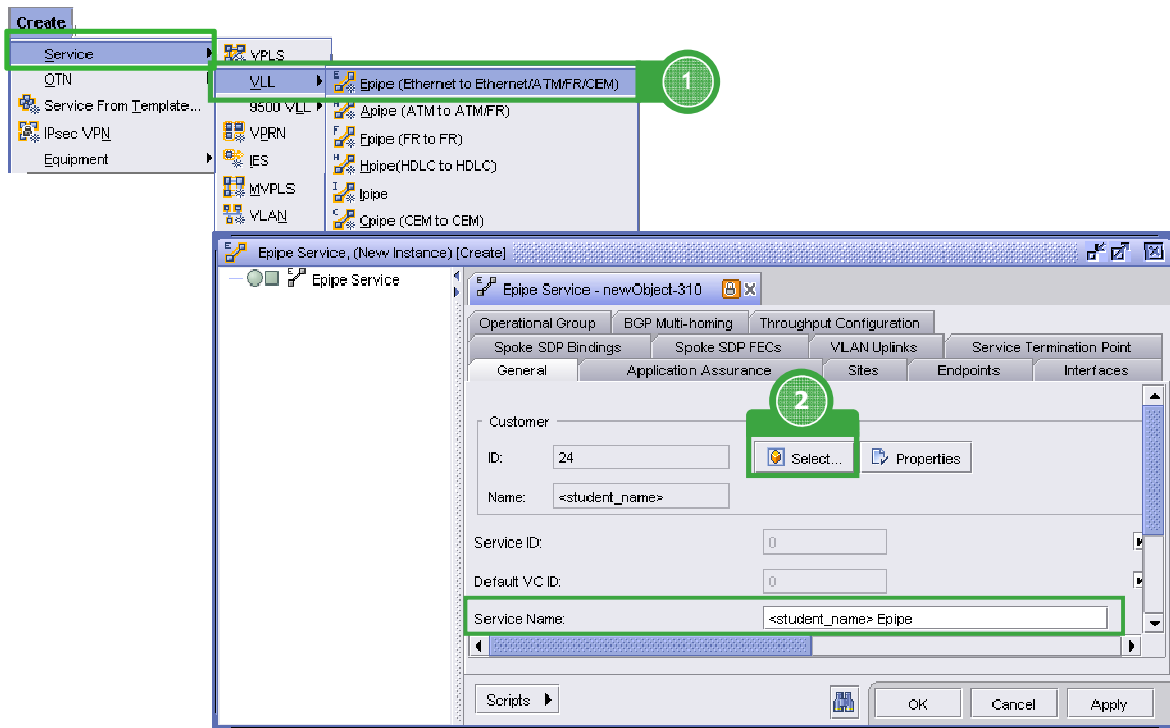 Create
Service
OTN
Service From Template...
IPsec VPN
Equipment
VPLS
VLL
9500 VLL
VPRN
IES
MVPLS
VLAN
Epipe (Ethernet to Ethernet/ATM/FR/CEM)
Apipe (ATM to ATM/FR)
Fpipe (FR to FR)
Hpipe(HDLC to HDLC)
Ipipe
Cpipe (CEM to CEM)
1
Epipe Service, (New Instance) [Create]
Epipe Service
Epipe Service - newObject-310
Operational Group BGP Multi-homing Throughput Configuration
Spoke SDP Bindings Spoke SDP FECs VLAN Uplinks Service Termination Point
General Application Assurance Sites Endpoints Interfaces
2
Customer
ID: 24 Select... Properties
Name: <student_name>
Service ID: 0
Default VC ID: 0
Service Name: <student_name> Epipe
Scripts OK Cancel Apply